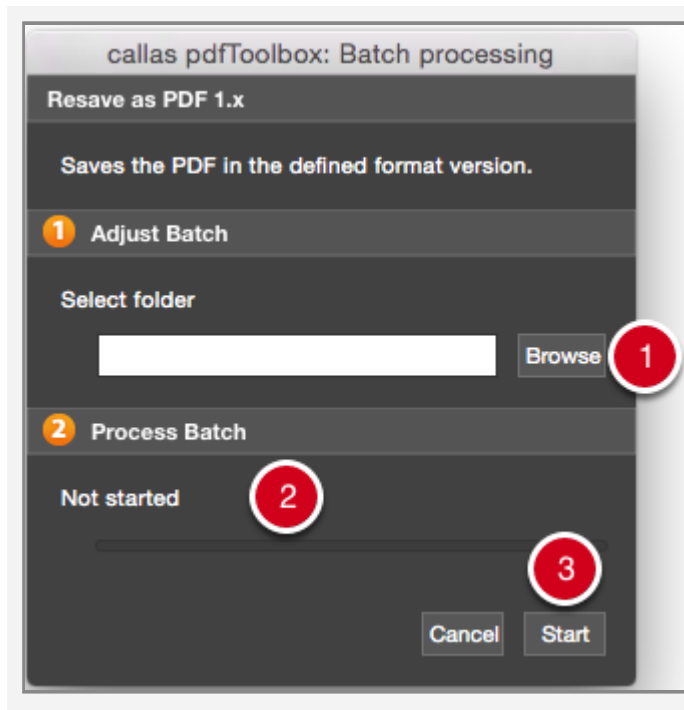 callas pdfToolbox: Batch processing
Resave as PDF 1.x
Saves the PDF in the defined format version.
1 Adjust Batch
Select folder
Browse 1
2 Process Batch
Not started 2
3
Cancel Start